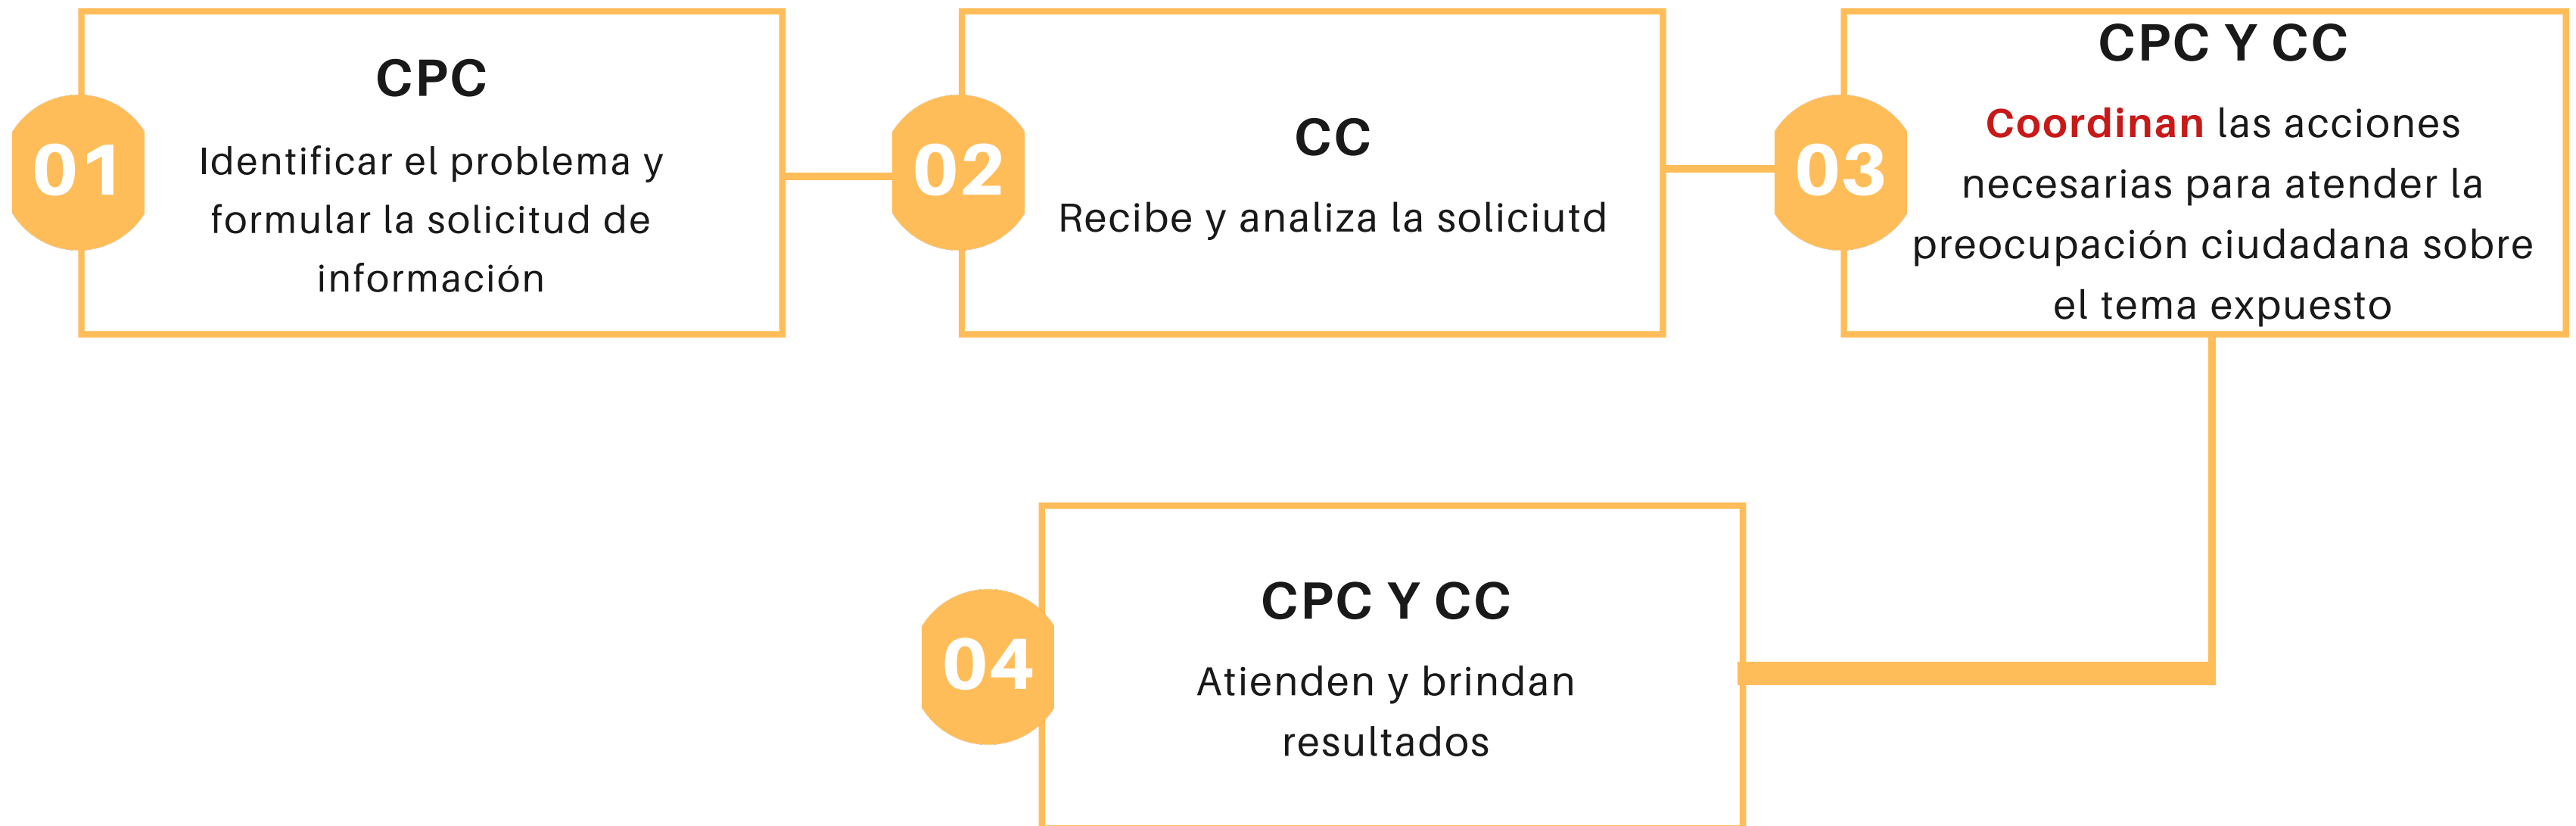 01
CPC
Identificar el problema y
formular la solicitud de
información
02
CC
Recibe y analiza la soliciutd
03
CPC Y CC
Coordinan las acciones
necesarias para atender la
preocupación ciudadana sobre
el tema expuesto
04
CPC Y CC
Atienden y brindan
resultados